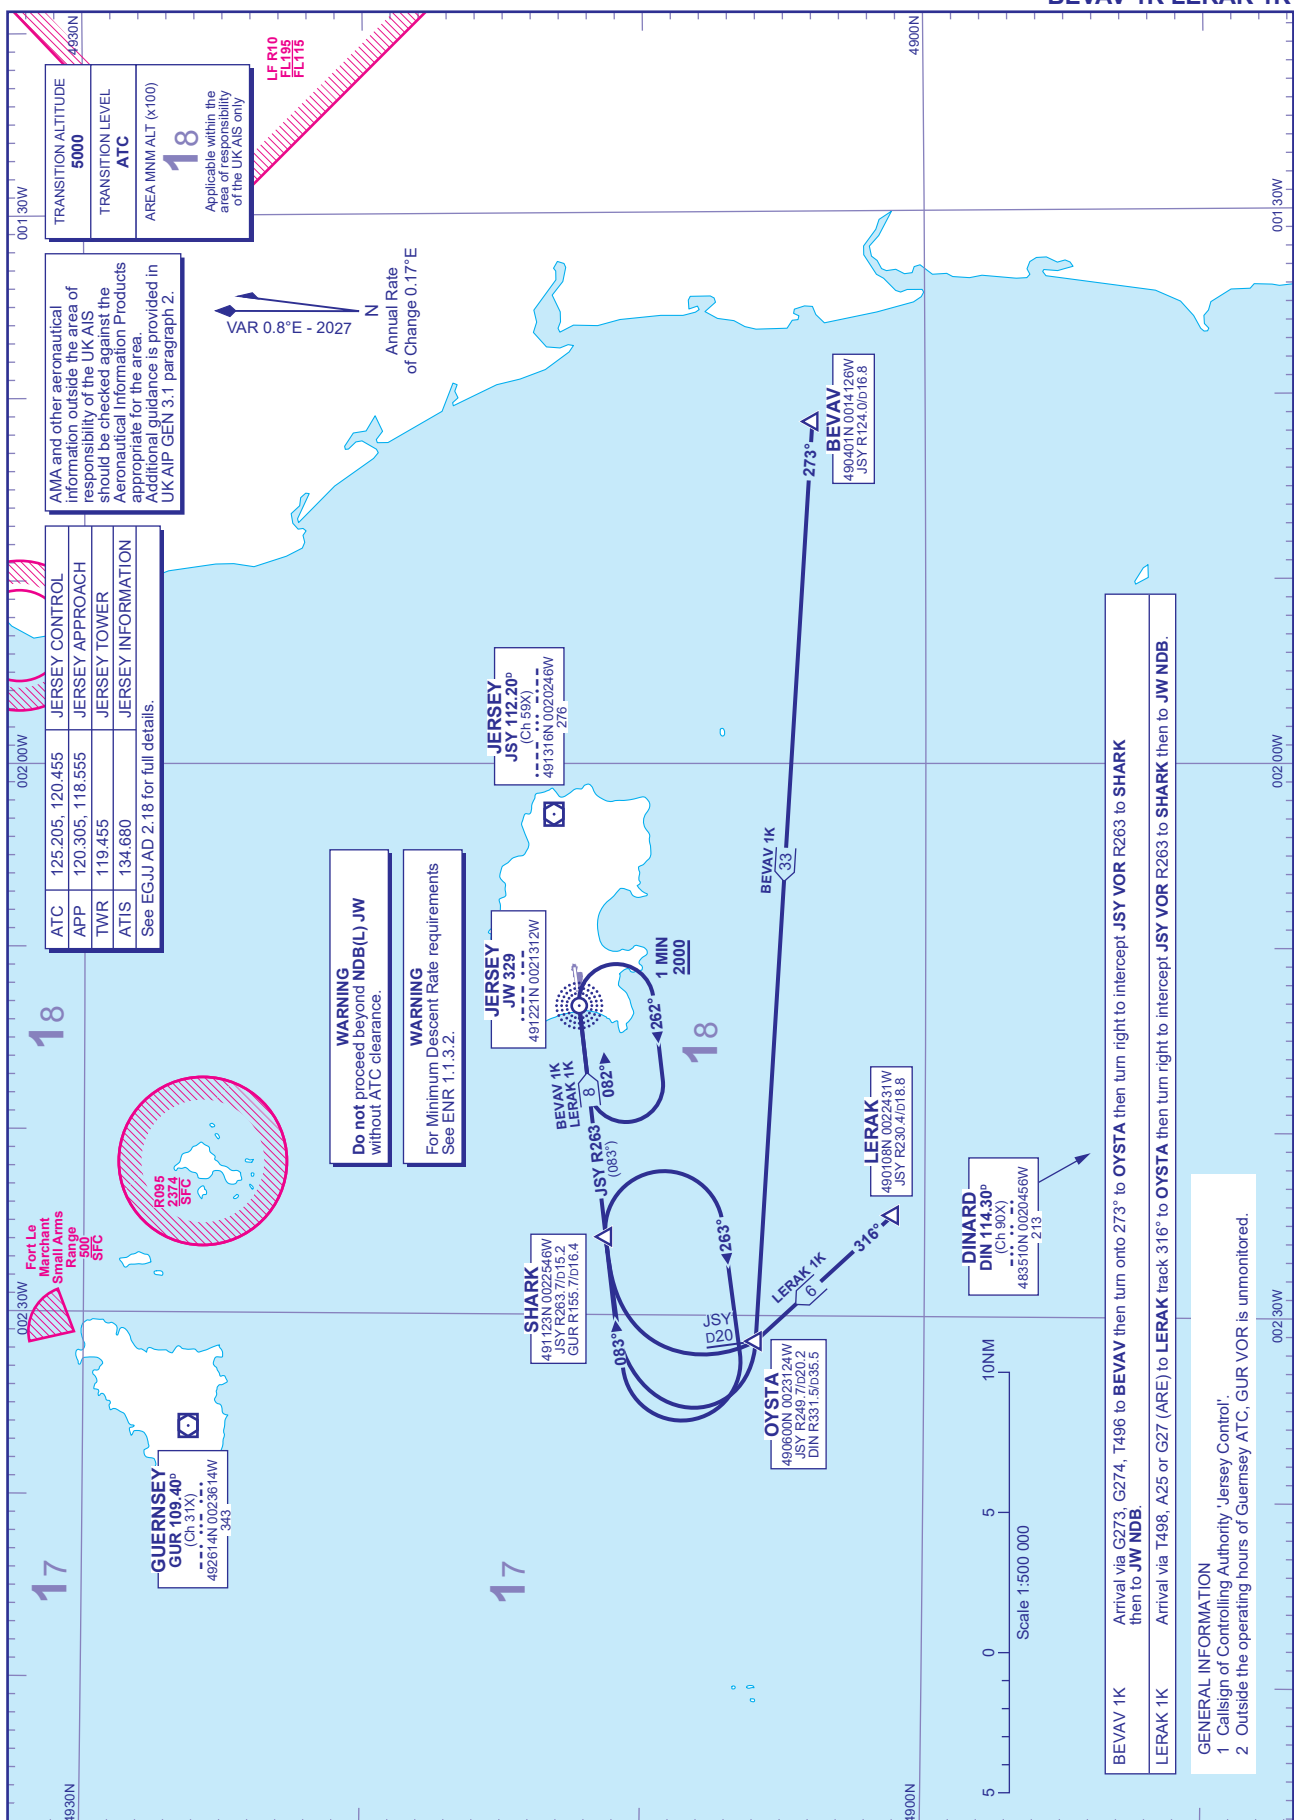 BEVAV 1K LERAK 1K
TRANSITION ALTITUDE
5000
TRANSITION LEVEL
ATC
AREA MNM ALT (x100)
18
Applicable within the
area of responsibility
of the UK AIS only
LF R10
FL195
FL115
AMA and other aeronautical
information outside the area of
responsibility of the UK AIS
should be checked against the
Aeronautical Information Products
appropriate for the area.
Additional guidance is provided in
UK AIP GEN 3.1 paragraph 2.
VAR 0.8°E - 2027
N
Annual Rate
of Change 0.17°E
ATC 125.205, 120.455 JERSEY CONTROL
APP 120.305, 118.555 JERSEY APPROACH
TWR 119.455 JERSEY TOWER
ATIS 134.680 JERSEY INFORMATION
See EGJJ AD 2.18 for full details.
WARNING
Do not proceed beyond NDB(L) JW
without ATC clearance.
WARNING
For Minimum Descent Rate requirements
See ENR 1.1.3.2.
4930N
4900N
001 30W
001 30W
002 00W
002 00W
002 30W
002 30W
4930N
4900N
18
18
17
17
Fort Le
Marchant
Small Arms
Range
500
SFC
R095
2374
SFC
GUERNSEY
GUR 109.40D
(Ch 31X)
492614N 0023614W
343
JERSEY
JSY 112.20D
(Ch 59X)
491316N 0020246W
276
JERSEY
JW 329
491221N 0021312W
1 MIN
2000
262°
082°
BEVAV 1K
LERAK 1K
8
JSY R263
(083°)
SHARK
491123N 0022546W
JSY R263.7/D15.2
GUR R155.7/D16.4
083°
263°
JSY
D20
OYSTA
490600N 0023124W
JSY R249.7/D20.2
DIN R331.5/D35.5
LERAK 1K
6
316°
LERAK
490108N 0022431W
JSY R230.4/D18.8
BEVAV 1K
33
273°
BEVAV
490401N 0014126W
JSY R124.0/D16.8
DINARD
DIN 114.30D
(Ch 90X)
483510N 0020456W
213
5 0 5 10NM
Scale 1:500 000
BEVAV 1K Arrival via G273, G274, T496 to BEVAV then turn onto 273° to OYSTA then turn right to intercept JSY VOR R263 to SHARK
then to JW NDB.
LERAK 1K Arrival via T498, A25 or G27 (ARE) to LERAK track 316° to OYSTA then turn right to intercept JSY VOR R263 to SHARK then to JW NDB.
GENERAL INFORMATION
1 Callsign of Controlling Authority 'Jersey Control'.
2 Outside the operating hours of Guernsey ATC, GUR VOR is unmonitored.